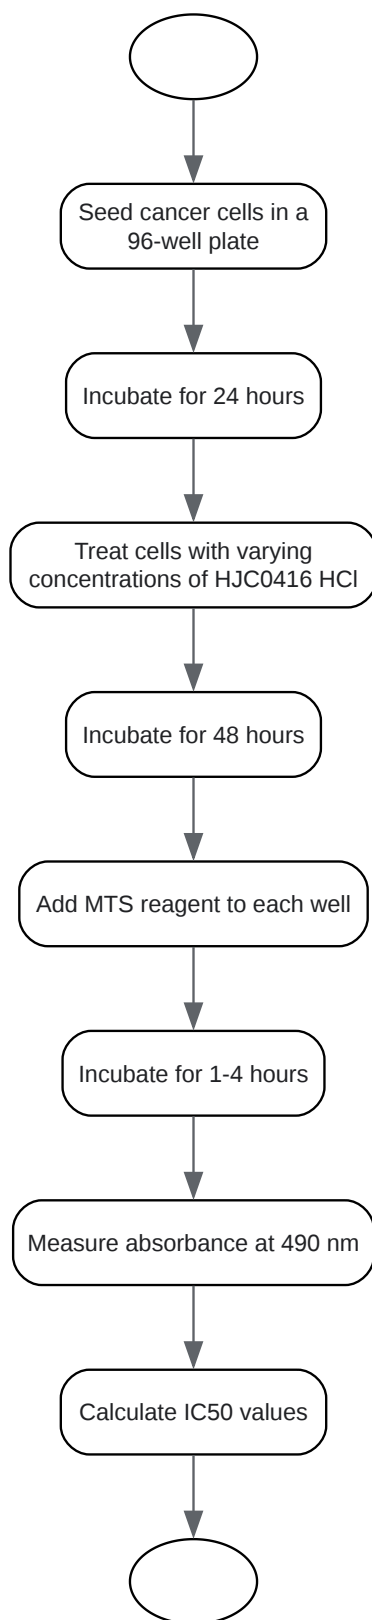 Seed cancer cells in a
96-well plate
Incubate for 24 hours
Treat cells with varying
concentrations of HJC0416 HCl
Incubate for 48 hours
Add MTS reagent to each well
Incubate for 1-4 hours
Measure absorbance at 490 nm
Calculate IC50 values